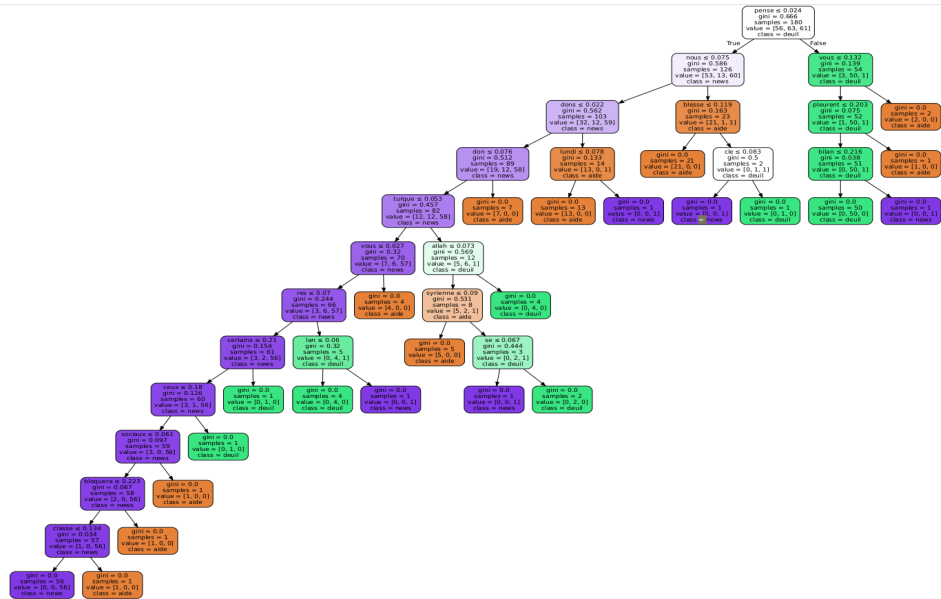 pense ≤ 0.024
gini = 0.666
samples = 180
value = [56, 63, 61]
class = deuil
True
False
nous ≤ 0.075
gini = 0.586
samples = 126
value = [53, 13, 60]
class = news
vous ≤ 0.132
gini = 0.139
samples = 54
value = [3, 50, 1]
class = deuil
dons ≤ 0.022
gini = 0.562
samples = 103
value = [32, 12, 59]
class = news
blesse ≤ 0.119
gini = 0.163
samples = 23
value = [21, 1, 1]
class = aide
pleurent ≤ 0.203
gini = 0.075
samples = 52
value = [1, 50, 1]
class = deuil
gini = 0.0
samples = 2
value = [2, 0, 0]
class = aide
don ≤ 0.076
gini = 0.512
samples = 89
value = [19, 12, 58]
class = news
lundi ≤ 0.078
gini = 0.133
samples = 14
value = [13, 0, 1]
class = aide
gini = 0.0
samples = 21
value = [21, 0, 0]
class = aide
cle ≤ 0.083
gini = 0.5
samples = 2
value = [0, 1, 1]
class = deuil
bilan ≤ 0.216
gini = 0.038
samples = 51
value = [0, 50, 1]
class = deuil
gini = 0.0
samples = 1
value = [1, 0, 0]
class = aide
turque ≤ 0.053
gini = 0.457
samples = 82
value = [12, 12, 58]
class = news
gini = 0.0
samples = 7
value = [7, 0, 0]
class = aide
gini = 0.0
samples = 13
value = [13, 0, 0]
class = aide
gini = 0.0
samples = 1
value = [0, 0, 1]
class = news
gini = 0.0
samples = 1
value = [0, 0, 1]
class = news
gini = 0.0
samples = 1
value = [0, 1, 0]
class = deuil
gini = 0.0
samples = 50
value = [0, 50, 0]
class = deuil
gini = 0.0
samples = 1
value = [0, 0, 1]
class = news
vous ≤ 0.027
gini = 0.32
samples = 70
value = [7, 6, 57]
class = news
allah ≤ 0.073
gini = 0.569
samples = 12
value = [5, 6, 1]
class = deuil
≤ 0.07
gini = 0.244
samples = 66
value = [3, 6, 57]
class = news
gini = 0.0
samples = 4
value = [4, 0, 0]
class = aide
syrienne ≤ 0.09
gini = 0.531
samples = 8
value = [5, 2, 1]
class = aide
gini = 0.0
samples = 4
value = [0, 4, 0]
class = deuil
certains ≤ 0.21
gini = 0.154
samples = 61
value = [3, 2, 56]
class = news
lan ≤ 0.06
gini = 0.32
samples = 5
value = [0, 4, 1]
class = deuil
gini = 0.0
samples = 5
value = [5, 0, 0]
class = aide
se ≤ 0.067
gini = 0.444
samples = 3
value = [0, 2, 1]
class = deuil
ceux ≤ 0.18
gini = 0.126
samples = 60
value = [3, 1, 56]
class = news
gini = 0.0
samples = 1
value = [0, 1, 0]
class = deuil
gini = 0.0
samples = 4
value = [0, 4, 0]
class = deuil
gini = 0.0
samples = 1
value = [0, 0, 1]
class = news
gini = 0.0
samples = 1
value = [0, 0, 1]
class = news
gini = 0.0
samples = 2
value = [0, 2, 0]
class = deuil
sociaux ≤ 0.061
gini = 0.097
samples = 59
value = [3, 0, 56]
class = news
gini = 0.0
samples = 1
value = [0, 1, 0]
class = deuil
bloquera ≤ 0.223
gini = 0.067
samples = 58
value = [2, 0, 56]
class = news
gini = 0.0
samples = 1
value = [1, 0, 0]
class = aide
classe ≤ 0.134
gini = 0.034
samples = 57
value = [1, 0, 56]
class = news
gini = 0.0
samples = 1
value = [1, 0, 0]
class = aide
gini = 0.0
samples = 56
value = [0, 0, 56]
class = news
gini = 0.0
samples = 1
value = [1, 0, 0]
class = aide